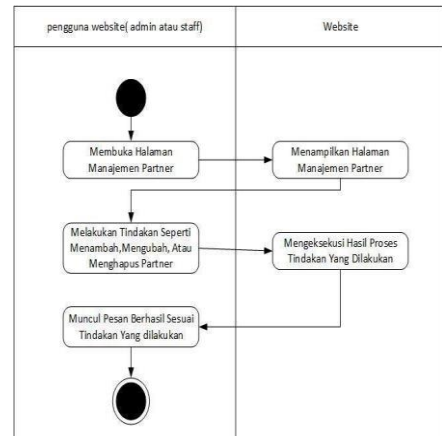 pengguna website( admin atau staff)
Website
Membuka Halaman
Manajemen Partner
Menampilkan Halaman
Manajemen Partner
Melakukan Tindakan Seperti
Menambah,Mengubah, Atau
Menghapus Partner
Mengeksekusi Hasil Proses
Tindakan Yang Dilakukan
Muncul Pesan Berhasil Sesuai
Tindakan Yang dilakukan